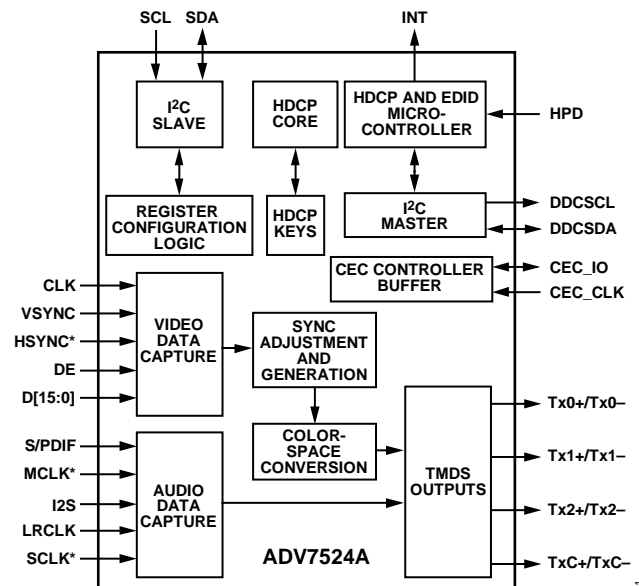 SCL SDA INT
I²C
SLAVE
HDCP
CORE
HDCP AND EDID
MICRO-
CONTROLLER
HPD
REGISTER
CONFIGURATION
LOGIC
HDCP
KEYS
I²C
MASTER
DDCSCL
DDCSDA
CEC CONTROLLER
BUFFER
CEC_IO
CEC_CLK
CLK
VSYNC
HSYNC*
DE
D[15:0]
VIDEO
DATA
CAPTURE
SYNC
ADJUSTMENT
AND
GENERATION
COLOR-
SPACE
CONVERSION
S/PDIF
MCLK*
I2S
LRCLK
SCLK*
AUDIO
DATA
CAPTURE
TMDS
OUTPUTS
Tx0+/Tx0–
Tx1+/Tx1–
Tx2+/Tx2–
TxC+/TxC–
ADV7524A